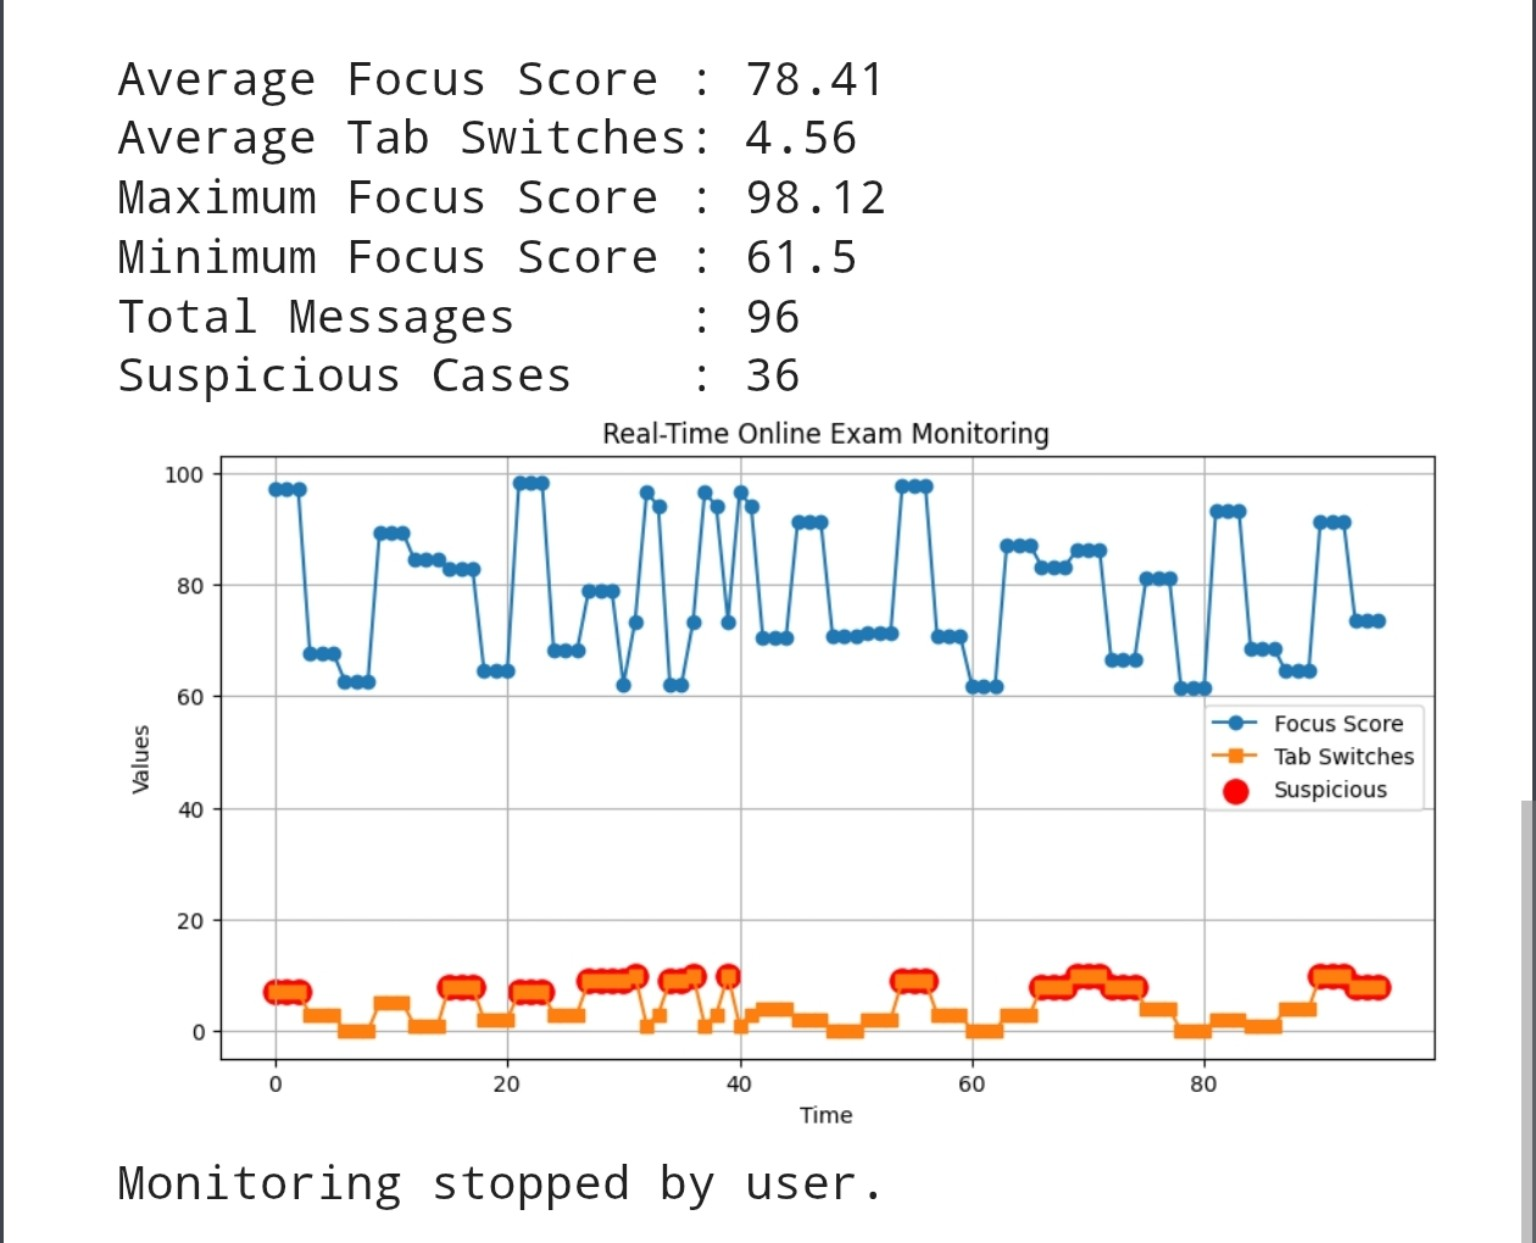 Average Focus Score : 78.41
Average Tab Switches: 4.56
Maximum Focus Score : 98.12
Minimum Focus Score : 61.5
Total Messages      : 96
Suspicious Cases    : 36
Real-Time Online Exam Monitoring
100
80
60
40
20
0
Values
Focus Score
Tab Switches
Suspicious
0 20 40 60 80
Time
Monitoring stopped by user.